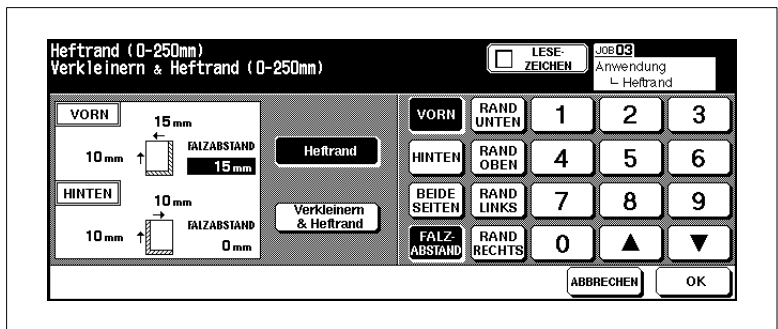 Heftrand (0-250mm)
Verkleinern & Heftrand (0-250mm)
LESE-
ZEICHEN
JOB 03
Anwendung
Heftrand
VORN
15 mm
10 mm
FALZABSTAND
15 mm
HINTEN
10 mm
10 mm
FALZABSTAND
0 mm
Heftrand
Verkleinern
& Heftrand
VORN
RAND
UNTEN
1
2
3
HINTEN
RAND
OBEN
4
5
6
BEIDE
SEITEN
RAND
LINKS
7
8
9
FALZ-
ABSTAND
RAND
RECHTS
0
ABBRECHEN
OK